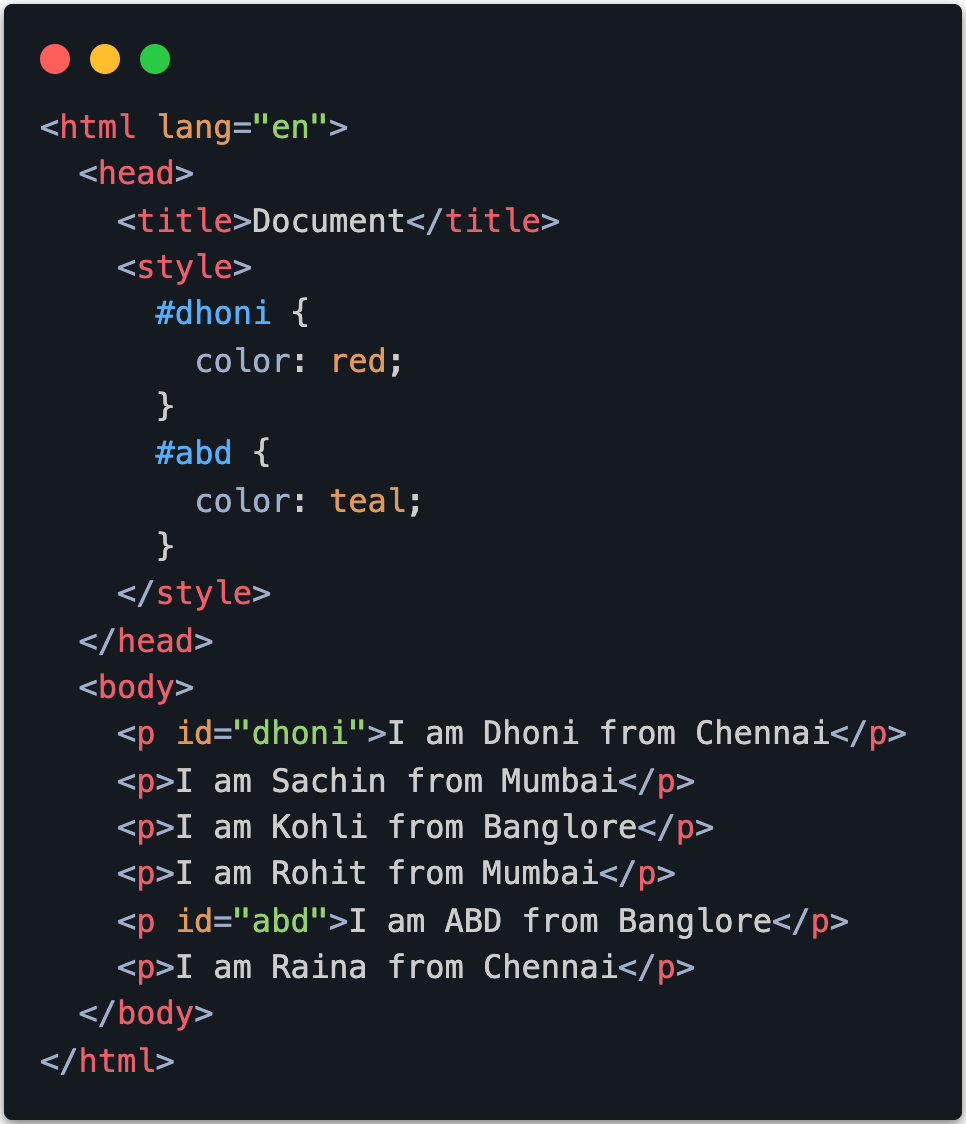 <html lang="en">
  <head>
    <title>Document</title>
    <style>
      #dhoni {
        color: red;
      }
      #abd {
        color: teal;
      }
    </style>
  </head>
  <body>
    <p id="dhoni">I am Dhoni from Chennai</p>
    <p>I am Sachin from Mumbai</p>
    <p>I am Kohli from Banglore</p>
    <p>I am Rohit from Mumbai</p>
    <p id="abd">I am ABD from Banglore</p>
    <p>I am Raina from Chennai</p>
  </body>
</html>